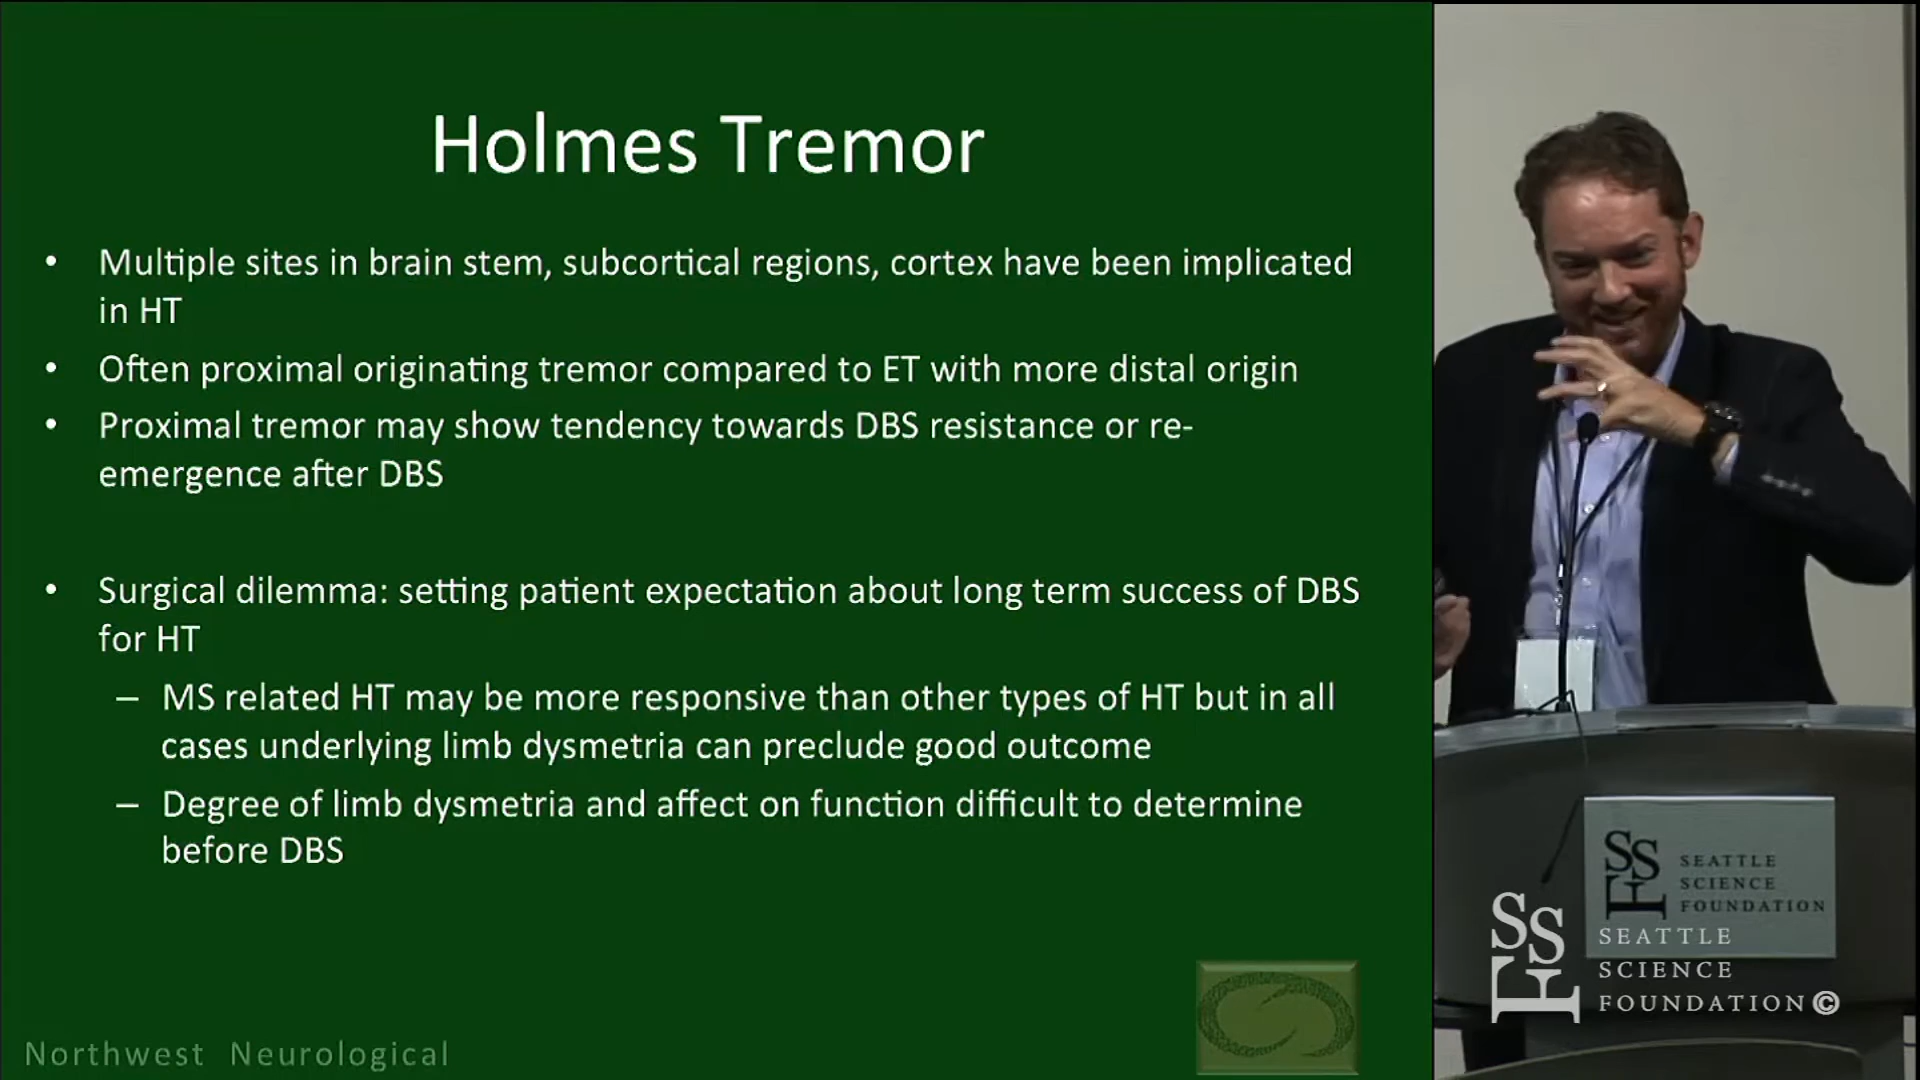 Holmes Tremor
• Multiple sites in brain stem, subcortical regions, cortex have been implicated
in HT
• Often proximal originating tremor compared to ET with more distal origin
• Proximal tremor may show tendency towards DBS resistance or re-
emergence after DBS
• Surgical dilemma: setting patient expectation about long term success of DBS
for HT
– MS related HT may be more responsive than other types of HT but in all
cases underlying limb dysmetria can preclude good outcome
– Degree of limb dysmetria and affect on function difficult to determine
before DBS
Northwest Neurological
SSF
SEATTLE
SCIENCE
FOUNDATION
SSF
SEATTLE
SCIENCE
FOUNDATION©